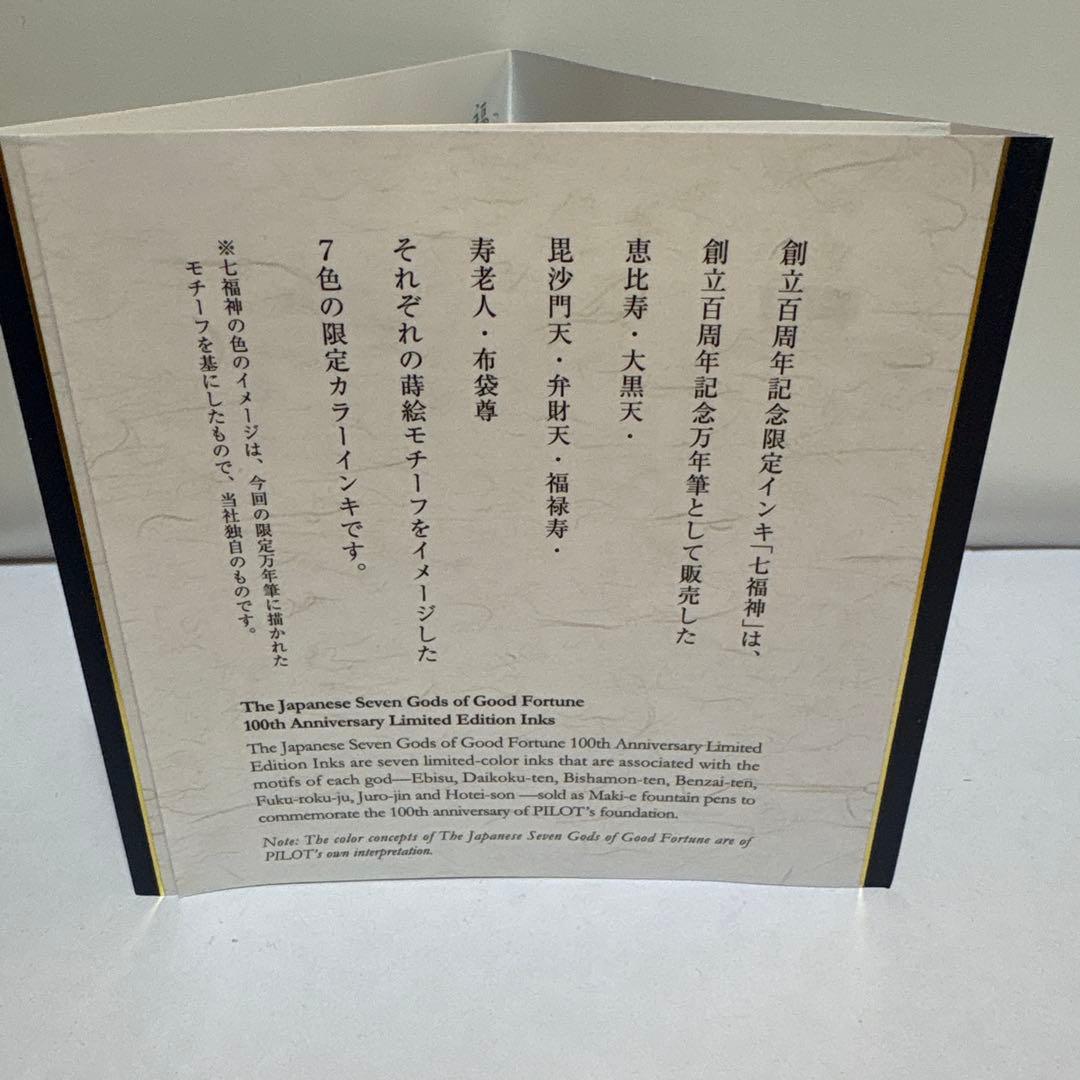 福
創立百周年記念限定インキ「七福神」は、
創立百周年記念万年筆として販売した
恵比寿・大黒天・
毘沙門天・弁財天・福禄寿・
寿老人・布袋尊
それぞれの蒔絵モチーフをイメージした
7色の限定カラーインキです。
※七福神の色のイメージは、今回の限定万年筆に描かれた
モチーフを基にしたもので、当社独自のものです。
The Japanese Seven Gods of Good Fortune
100th Anniversary Limited Edition Inks
The Japanese Seven Gods of Good Fortune 100th Anniversary Limited
Edition Inks are seven limited-color inks that are associated with the
motifs of each god—Ebisu, Daikoku-ten, Bishamon-ten, Benzai-ten,
Fuku-roku-ju, Juro-jin and Hotei-son —sold as Maki-e fountain pens to
commemorate the 100th anniversary of PILOT's foundation.
Note: The color concepts of The Japanese Seven Gods of Good Fortune are of
PILOT's own interpretation.